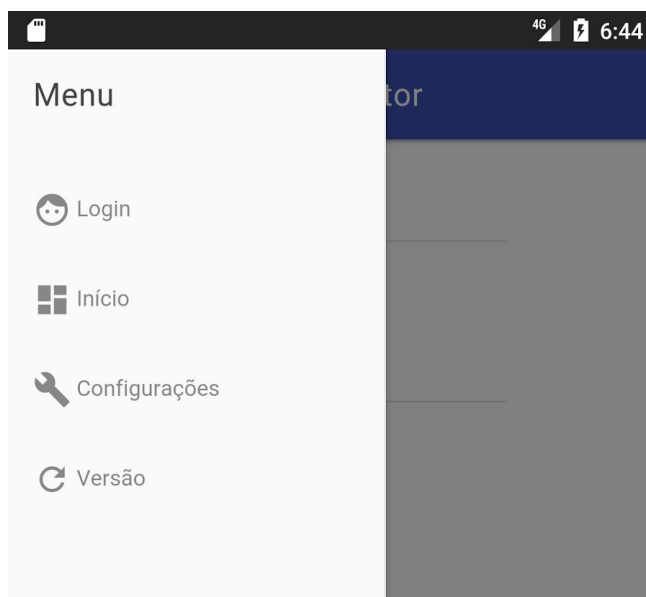 4G 6:44
Menu tor
Login
Início
Configurações
Versão